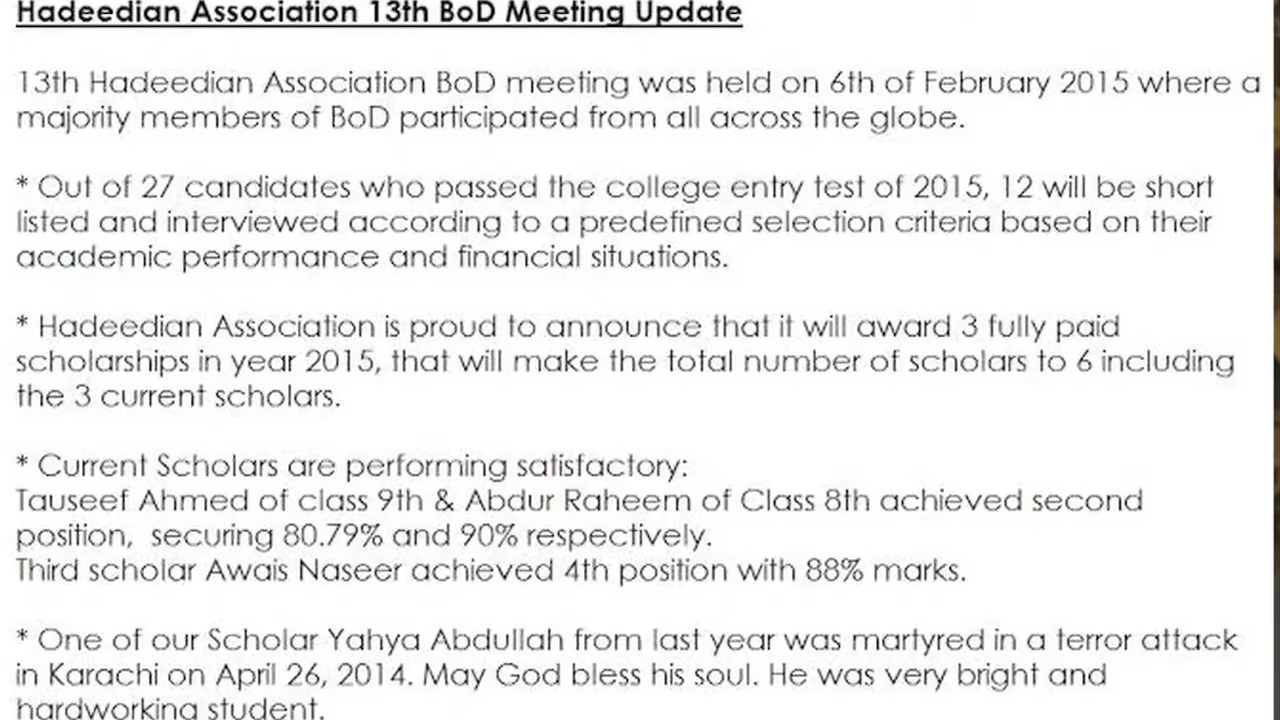 Hadeedian Association 13th BoD Meeting Update
13th Hadeedian Association BoD meeting was held on 6th of February 2015 where a
majority members of BoD participated from all across the globe.
* Out of 27 candidates who passed the college entry test of 2015, 12 will be short
listed and interviewed according to a predefined selection criteria based on their
academic performance and financial situations.
* Hadeedian Association is proud to announce that it will award 3 fully paid
scholarships in year 2015, that will make the total number of scholars to 6 including
the 3 current scholars.
* Current Scholars are performing satisfactory:
Tauseef Ahmed of class 9th & Abdur Raheem of Class 8th achieved second
position,  securing 80.79% and 90% respectively.
Third scholar Awais Naseer achieved 4th position with 88% marks.
* One of our Scholar Yahya Abdullah from last year was martyred in a terror attack
in Karachi on April 26, 2014. May God bless his soul. He was very bright and
hardworking student.